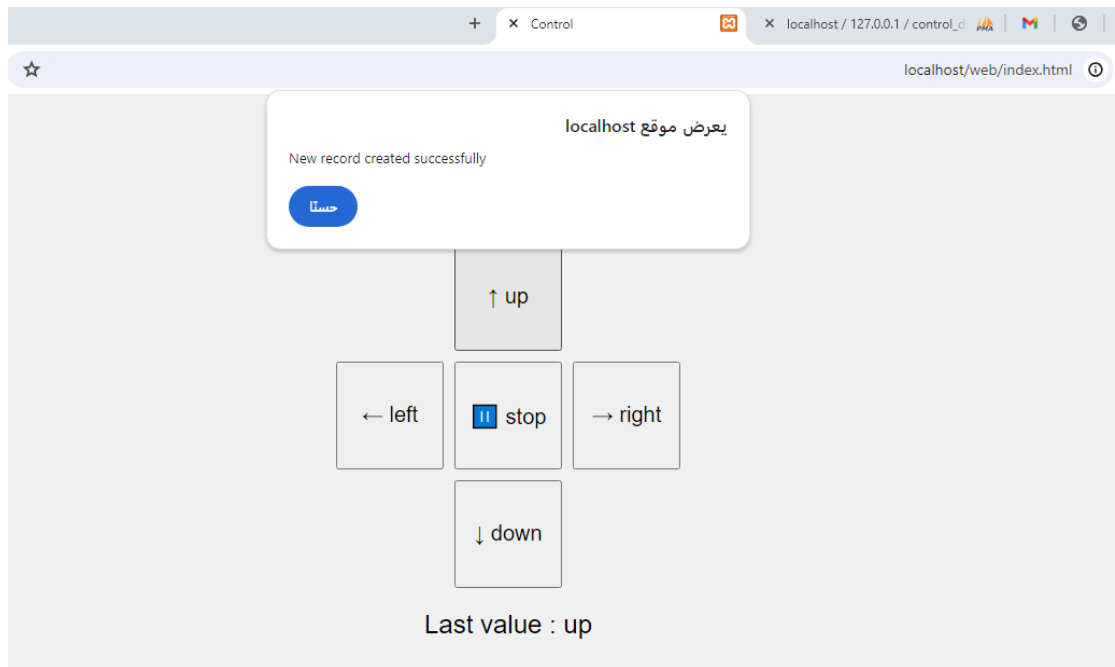 Control
localhost / 127.0.0.1 / control_d
PMA
localhost/web/index.html
يعرض موقع localhost
New record created successfully
حسنًا
↑ up
← left
⏸ stop
→ right
↓ down
Last value : up